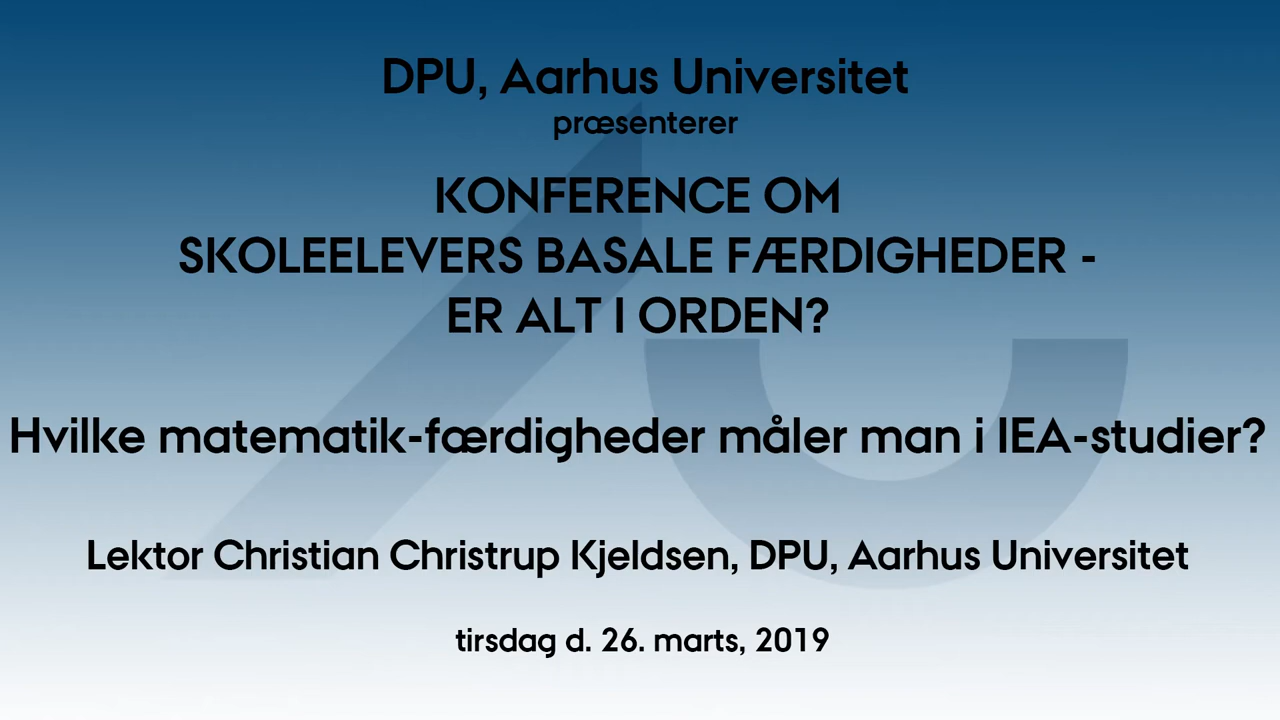 DPU, Aarhus Universitet
præsenterer
KONFERENCE OM
SKOLEELEVERS BASALE FÆRDIGHEDER -
ER ALT I ORDEN?
Hvilke matematik-færdigheder måler man i IEA-studier?
Lektor Christian Christrup Kjeldsen, DPU, Aarhus Universitet
tirsdag d. 26. marts, 2019